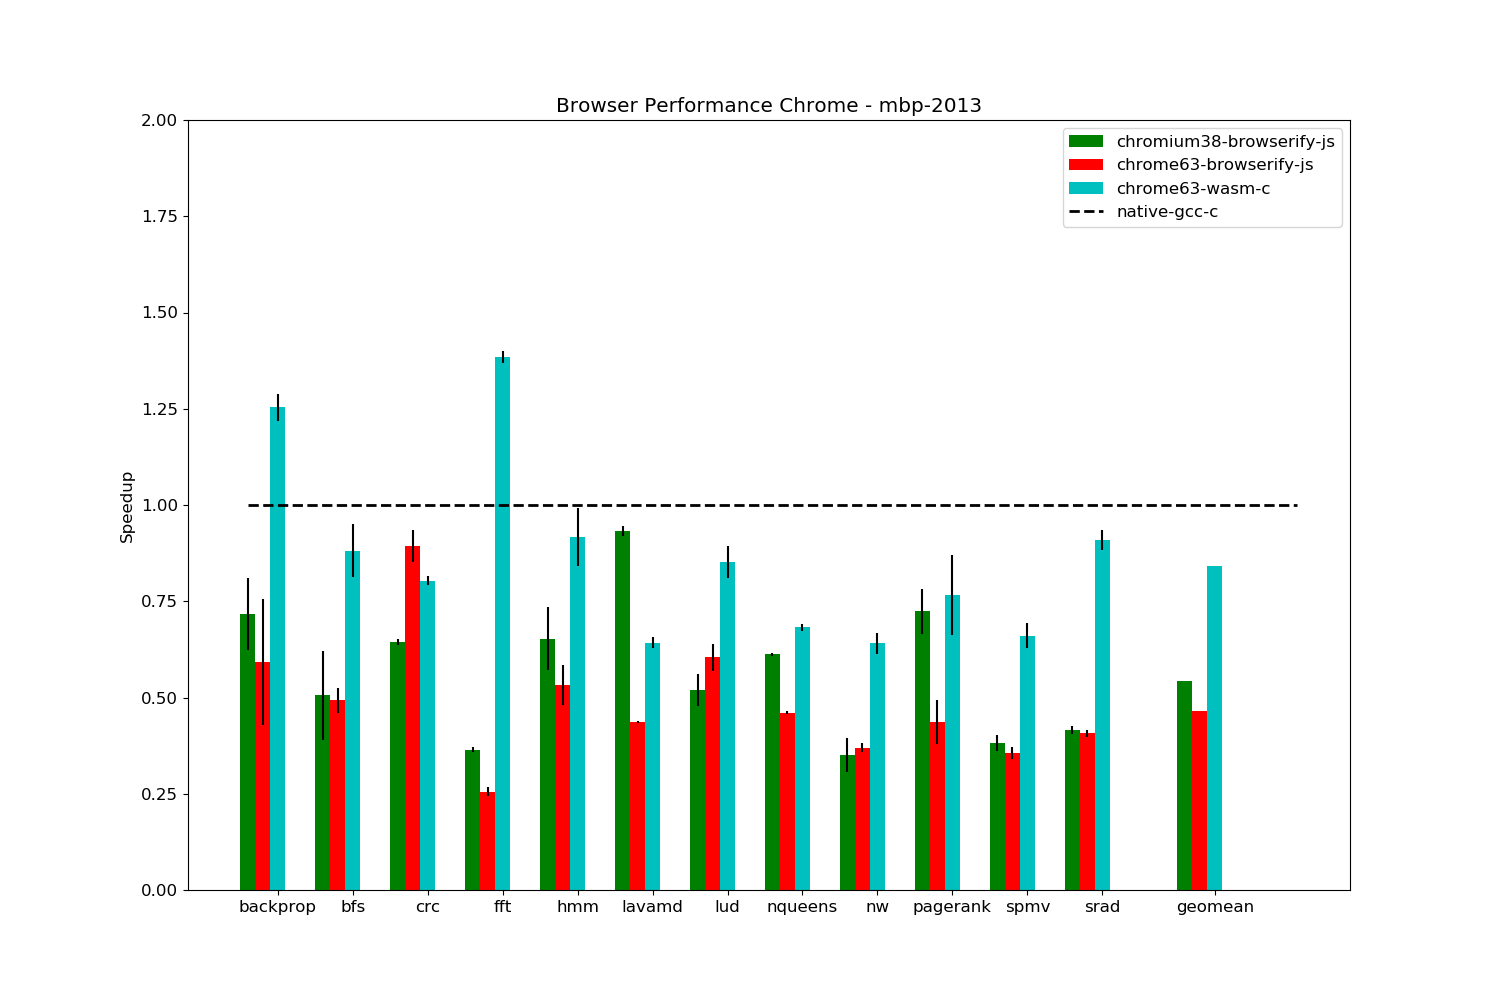 Browser Performance Chrome - mbp-2013
2.00
1.75
1.50
1.25
1.00
0.75
0.50
0.25
0.00
Speedup
chromium38-browserify-js
chrome63-browserify-js
chrome63-wasm-c
native-gcc-c
backprop bfs crc fft hmm lavamd lud nqueens nw pagerank spmv srad geomean